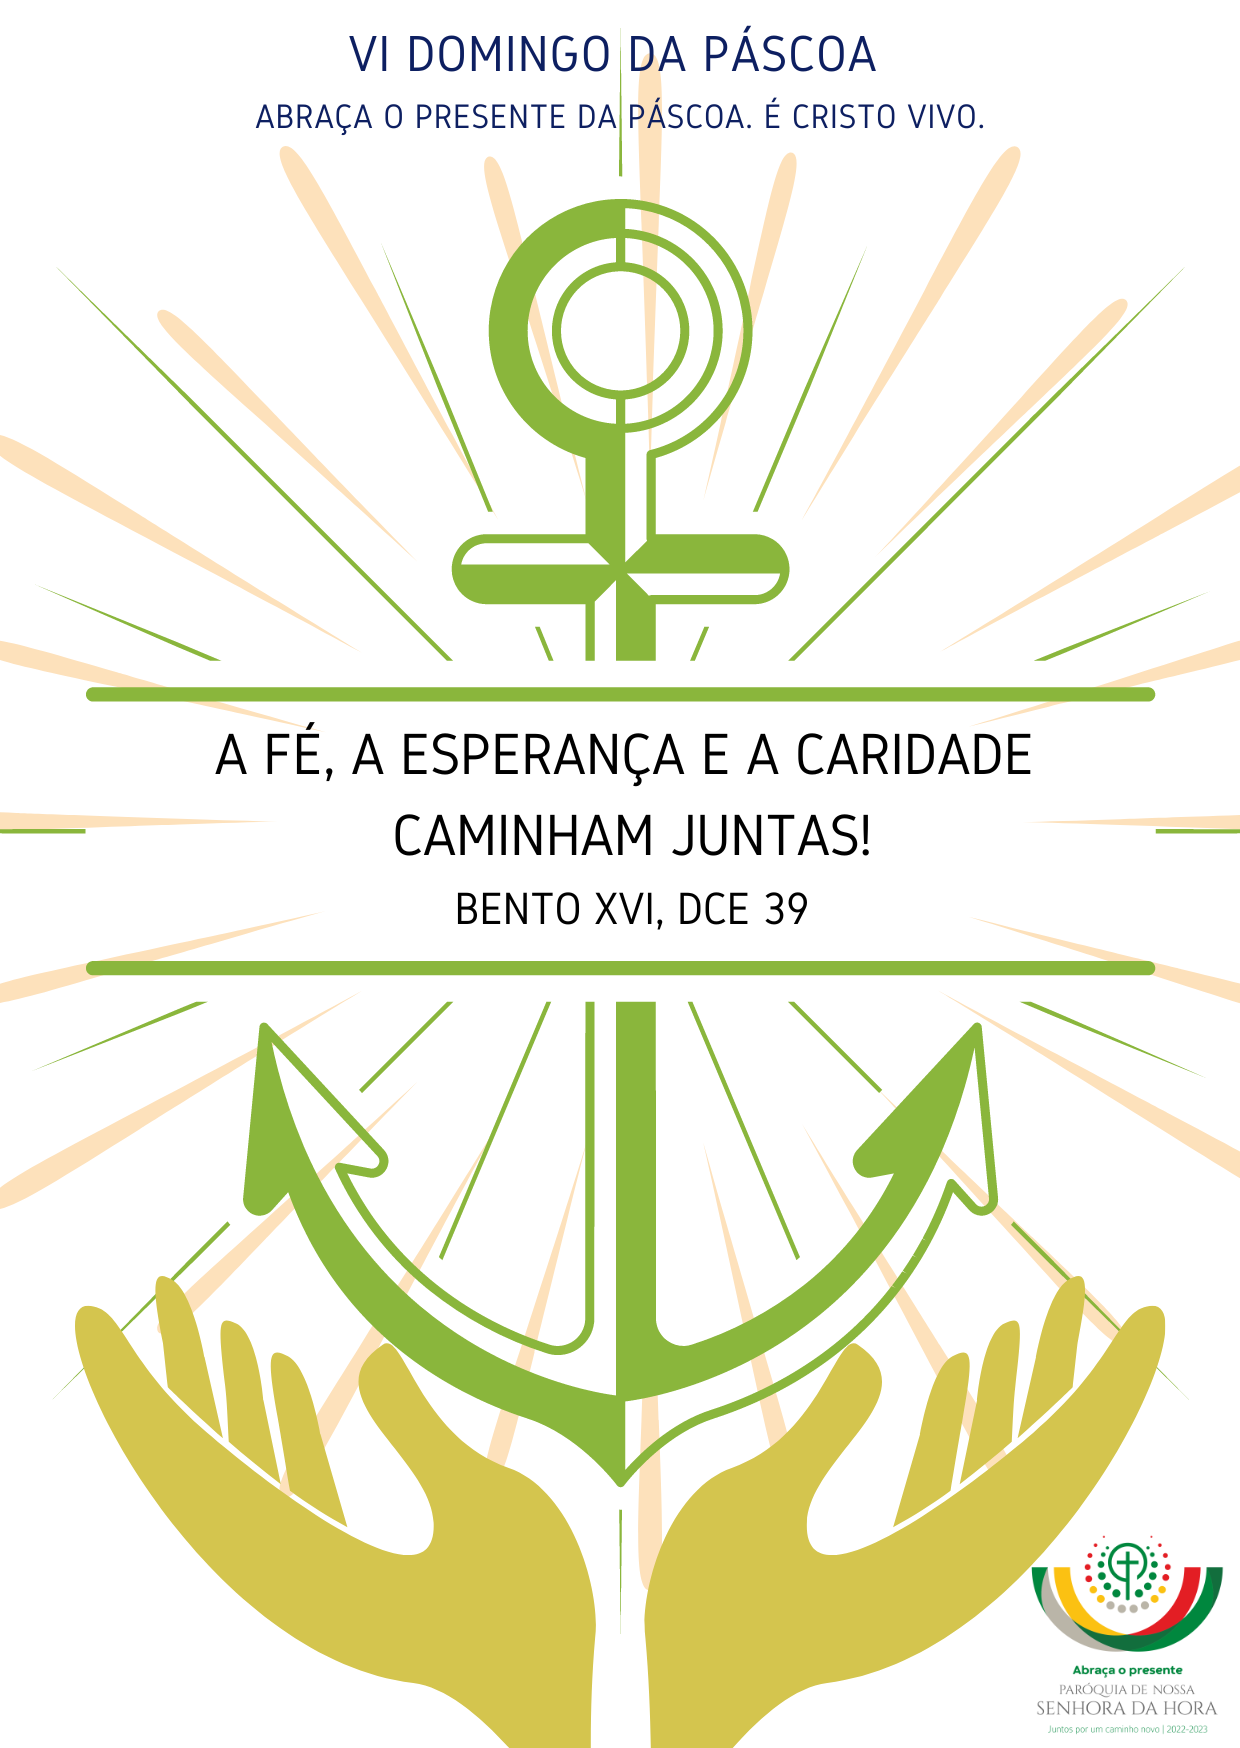 VI DOMINGO DA PÁSCOA
ABRAÇA O PRESENTE DA PÁSCOA. É CRISTO VIVO.
A FÉ, A ESPERANÇA E A CARIDADE
CAMINHAM JUNTAS!
BENTO XVI, DCE 39
Abraça o presente
PARÓQUIA DE NOSSA
SENHORA DA HORA
Juntos por um caminho novo | 2022-2023